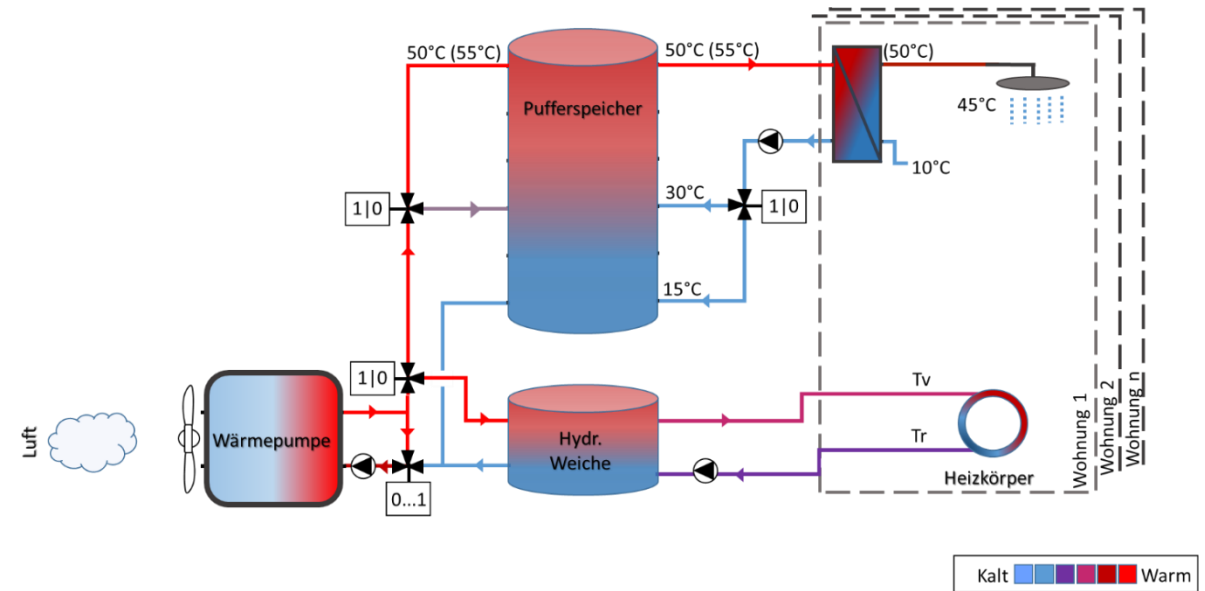 50°C (55°C)
50°C (55°C)
(50°C)
Pufferspeicher
45°C
10°C
1|0
30°C
1|0
15°C
1|0
Luft
Wärmepumpe
Hydr.
Weiche
0...1
Tv
Tr
Heizkörper
Wohnung 1
Wohnung 2
Wohnung n
Kalt
Warm